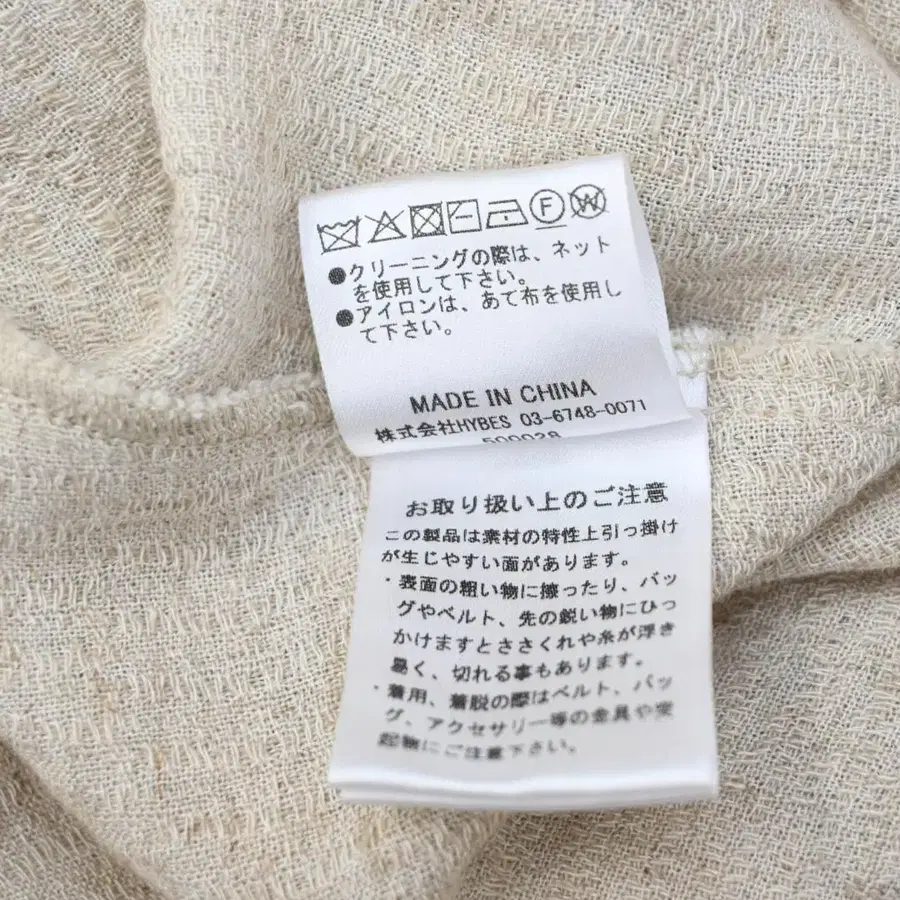 F W
●クリーニングの際は、ネット
を使用して下さい。
●アイロンは、あて布を使用し
て下さい。
MADE IN CHINA
株式会社HYBES 03-6748-0071
500028
お取り扱い上のご注意
この製品は素材の特性上引っ掛け
が生じやすい面があります。
・表面の粗い物に擦ったり、バッ
グやベルト、先の鋭い物にひっ
かけますとささくれや糸が浮き
易く、切れる事もあります。
・着用、着脱の際はベルト、バッ
グ、アクセサリー等の金具や突
起物にご注意下さい。